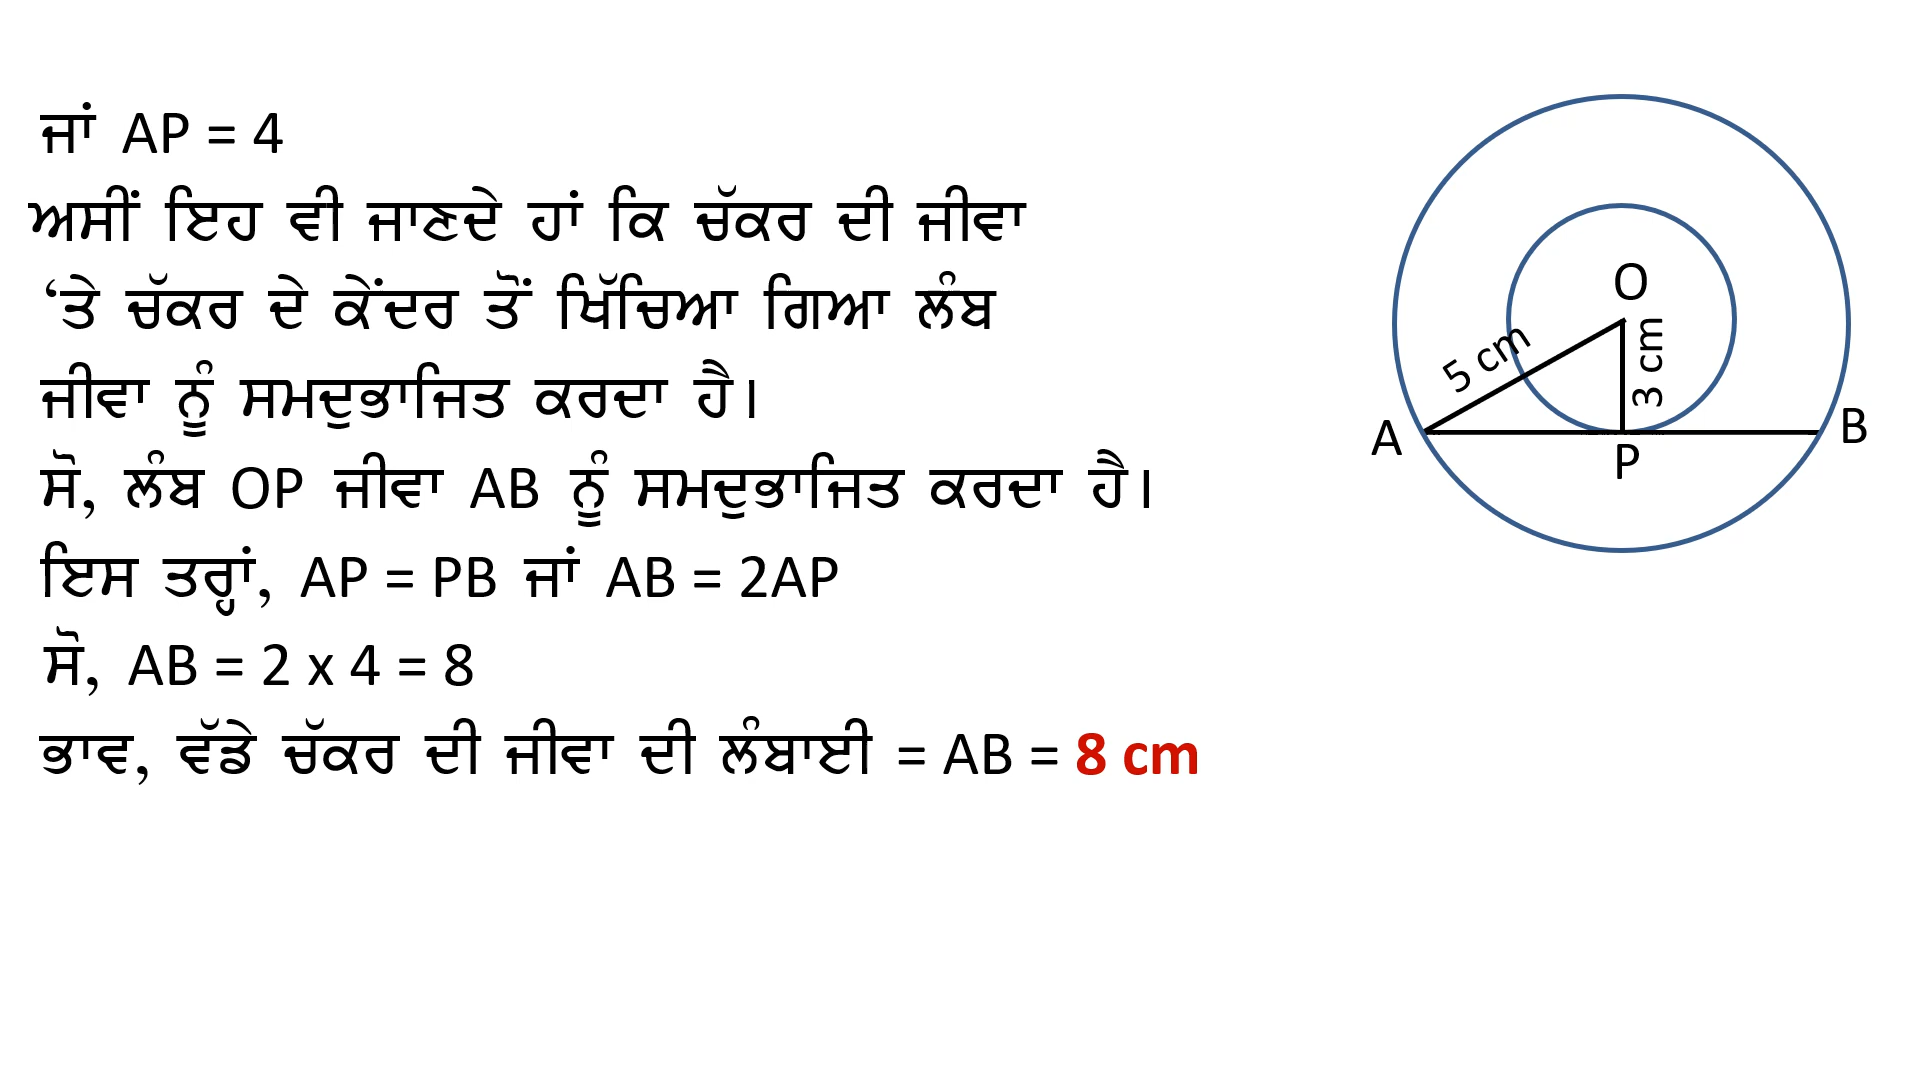 ਜਾਂ AP = 4
ਅਸੀਂ ਇਹ ਵੀ ਜਾਣਦੇ ਹਾਂ ਕਿ ਚੱਕਰ ਦੀ ਜੀਵਾ
‘ਤੇ ਚੱਕਰ ਦੇ ਕੇਂਦਰ ਤੋਂ ਖਿੱਚਿਆ ਗਿਆ ਲੰਬ
ਜੀਵਾ ਨੂੰ ਸਮਦੁਭਾਜਿਤ ਕਰਦਾ ਹੈ।
ਸੋ, ਲੰਬ OP ਜੀਵਾ AB ਨੂੰ ਸਮਦੁਭਾਜਿਤ ਕਰਦਾ ਹੈ।
ਇਸ ਤਰ੍ਹਾਂ, AP = PB ਜਾਂ AB = 2AP
ਸੋ, AB = 2 x 4 = 8
ਭਾਵ, ਵੱਡੇ ਚੱਕਰ ਦੀ ਜੀਵਾ ਦੀ ਲੰਬਾਈ = AB = 8 cm
O
5 cm
3 cm
A
B
P